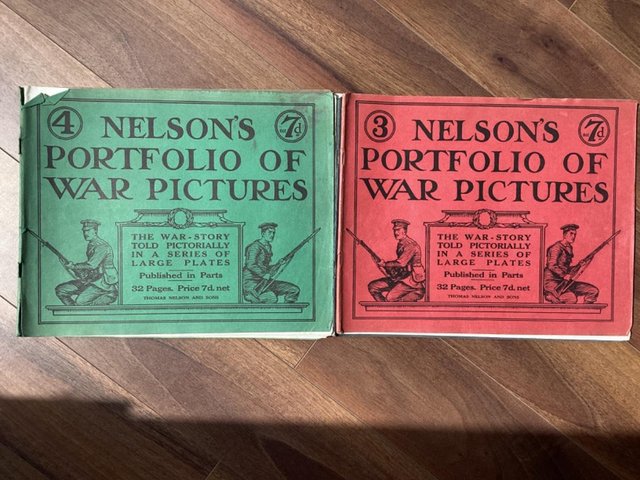 4 NELSON'S 7d
PORTFOLIO OF
WAR PICTURES
THE WAR-STORY
TOLD PICTORIALLY
IN A SERIES OF
LARGE PLATES
Published in Parts
32 Pages. Price 7d. net
THOMAS NELSON AND SONS
3 NELSON'S 7d
PORTFOLIO OF
WAR PICTURES
THE WAR-STORY
TOLD PICTORIALLY
IN A SERIES OF
LARGE PLATES
Published in Parts
32 Pages. Price 7d. net
THOMAS NELSON AND SONS